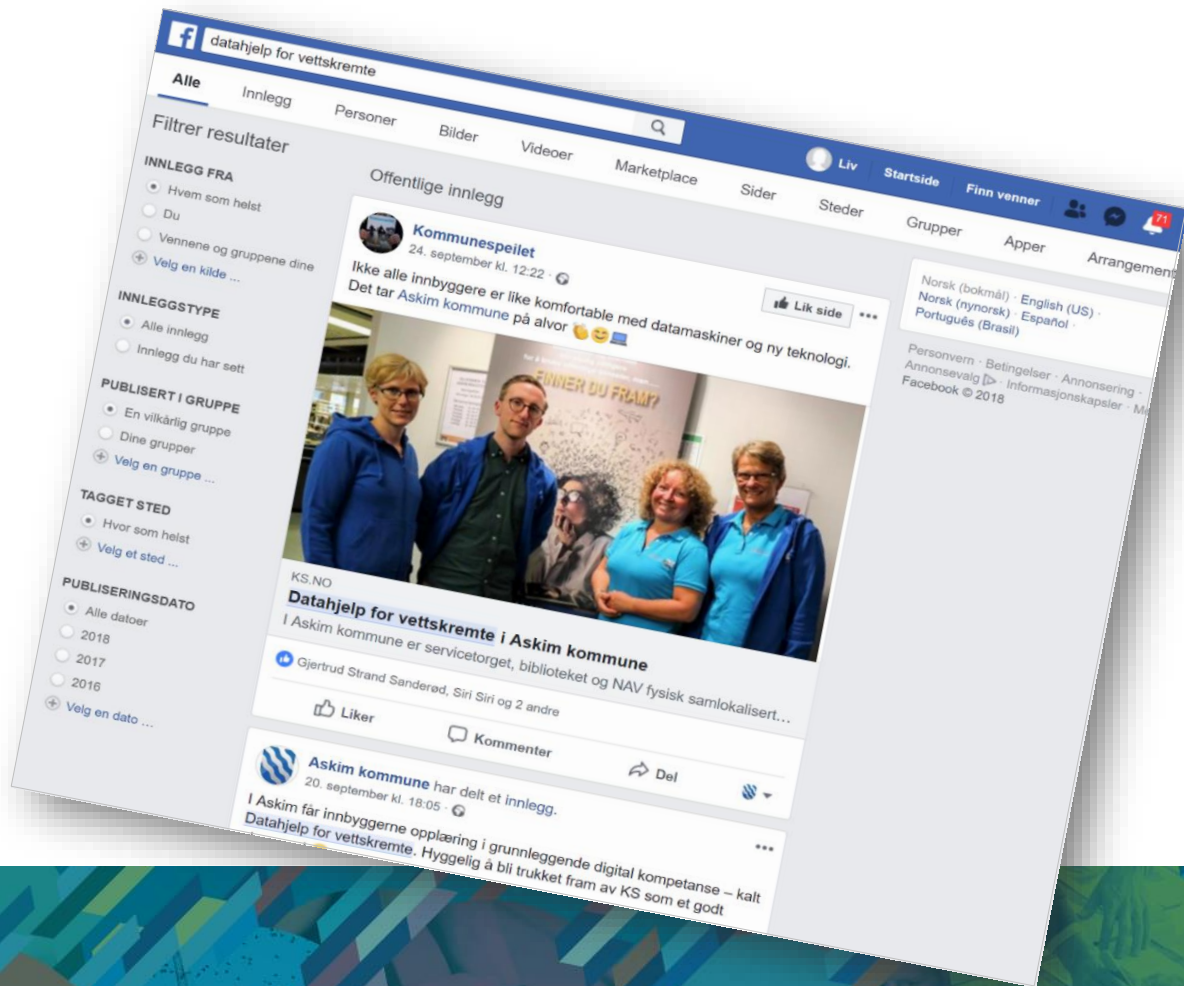 datahjelp for vettskremte
Liv Startside Finn venner 71
Alle Innlegg Personer Bilder Videoer Marketplace Sider Steder Grupper Apper Arrangement
Filtrer resultater
INNLEGG FRA
Hvem som helst
Du
Vennene og gruppene dine
Velg en kilde ...
INNLEGGSTYPE
Alle innlegg
Innlegg du har sett
PUBLISERT I GRUPPE
En vilkårlig gruppe
Dine grupper
Velg en gruppe ...
TAGGET STED
Hvor som helst
Velg et sted ...
PUBLISERINGSDATO
Alle datoer
2018
2017
2016
Velg en dato ...
Offentlige innlegg
Kommunespeilet
24. september kl. 12:22 ·
Lik side
Ikke alle innbyggere er like komfortable med datamaskiner og ny teknologi.
Det tar Askim kommune på alvor 👏😊💻
FINNER DU FRAM?
KS.NO
Datahjelp for vettskremte i Askim kommune
I Askim kommune er servicetorget, biblioteket og NAV fysisk samlokalisert...
Gjertrud Strand Sanderød, Siri Siri og 2 andre
Liker Kommenter Del
Askim kommune har delt et innlegg.
20. september kl. 18:05 ·
I Askim får innbyggerne opplæring i grunnleggende digital kompetanse – kalt
Datahjelp for vettskremte. Hyggelig å bli trukket fram av KS som et godt
Norsk (bokmål) · English (US) ·
Norsk (nynorsk) · Español ·
Português (Brasil)
Personvern · Betingelser · Annonsering ·
Annonsevalg · Informasjonskapsler ·
Facebook © 2018